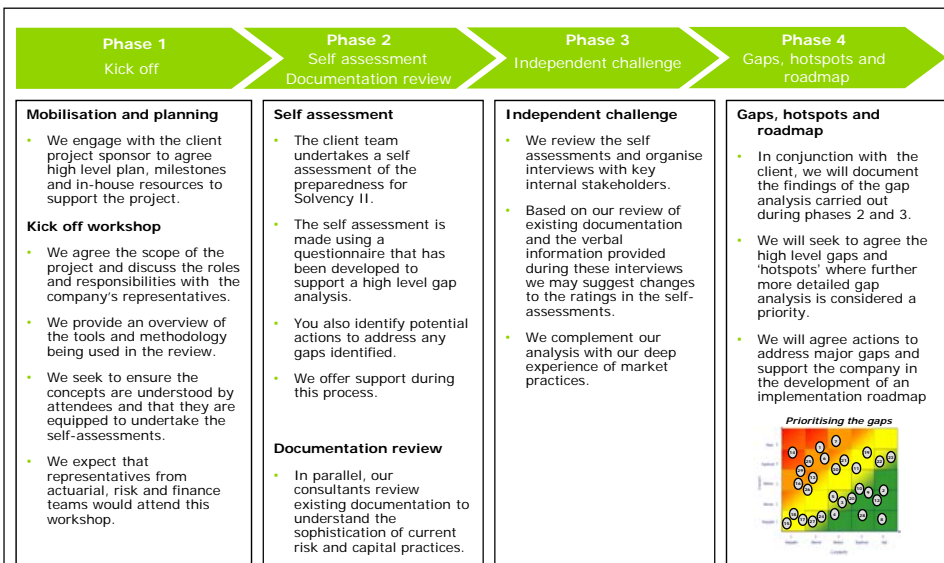 Phase 1
Kick off
Phase 2
Self assessment
Documentation review
Phase 3
Independent challenge
Phase 4
Gaps, hotspots and
roadmap
Mobilisation and planning
• We engage with the client
project sponsor to agree
high level plan, milestones
and in-house resources to
support the project.
Kick off workshop
• We agree the scope of the
project and discuss the roles
and responsibilities with the
company's representatives.
• We provide an overview of
the tools and methodology
being used in the review.
• We seek to ensure the
concepts are understood by
attendees and that they are
equipped to undertake the
self-assessments.
• We expect that
representatives from
actuarial, risk and finance
teams would attend this
workshop.
Self assessment
• The client team
undertakes a self
assessment of the
preparedness for
Solvency II.
• The self assessment is
made using a
questionnaire that has
been developed to
support a high level gap
analysis.
• You also identify potential
actions to address any
gaps identified.
• We offer support during
this process.
Documentation review
• In parallel, our
consultants review
existing documentation to
understand the
sophistication of current
risk and capital practices.
Independent challenge
• We review the self
assessments and organise
interviews with key
internal stakeholders.
• Based on our review of
existing documentation
and the verbal
information provided
during these interviews
we may suggest changes
to the ratings in the self-
assessments.
• We complement our
analysis with our deep
experience of market
practices.
Gaps, hotspots and
roadmap
• In conjunction with the
client, we will document
the findings of the gap
analysis carried out
during phases 2 and 3.
• We will seek to agree the
high level gaps and
'hotspots' where further
more detailed gap
analysis is considered a
priority.
• We will agree actions to
address major gaps and
support the company in
the development of an
implementation roadmap
Prioritising the gaps